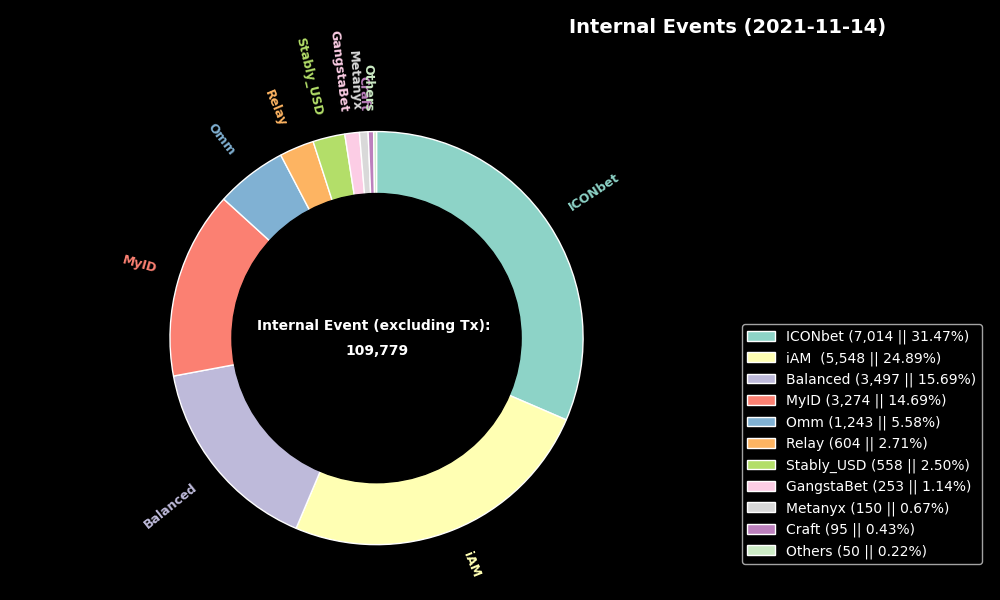 Internal Events (2021-11-14)
ICONbet
iAM
Balanced
MyID
Omm
Relay
Stably_USD
GangstaBet
Metanyx
Craft
Others
Internal Event (excluding Tx):
109,779
ICONbet (7,014 || 31.47%)
iAM  (5,548 || 24.89%)
Balanced (3,497 || 15.69%)
MyID (3,274 || 14.69%)
Omm (1,243 || 5.58%)
Relay (604 || 2.71%)
Stably_USD (558 || 2.50%)
GangstaBet (253 || 1.14%)
Metanyx (150 || 0.67%)
Craft (95 || 0.43%)
Others (50 || 0.22%)